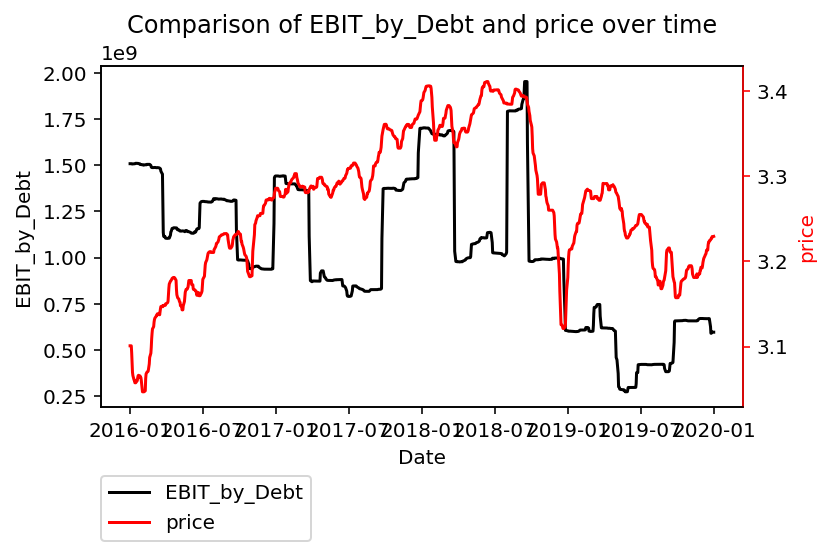 Comparison of EBIT_by_Debt and price over time
1e9
2.00
1.75
1.50
1.25
1.00
0.75
0.50
0.25
EBIT_by_Debt
3.4
3.3
3.2
3.1
price
2016-01 2016-07 2017-01 2017-07 2018-01 2018-07 2019-01 2019-07 2020-01
Date
EBIT_by_Debt
price